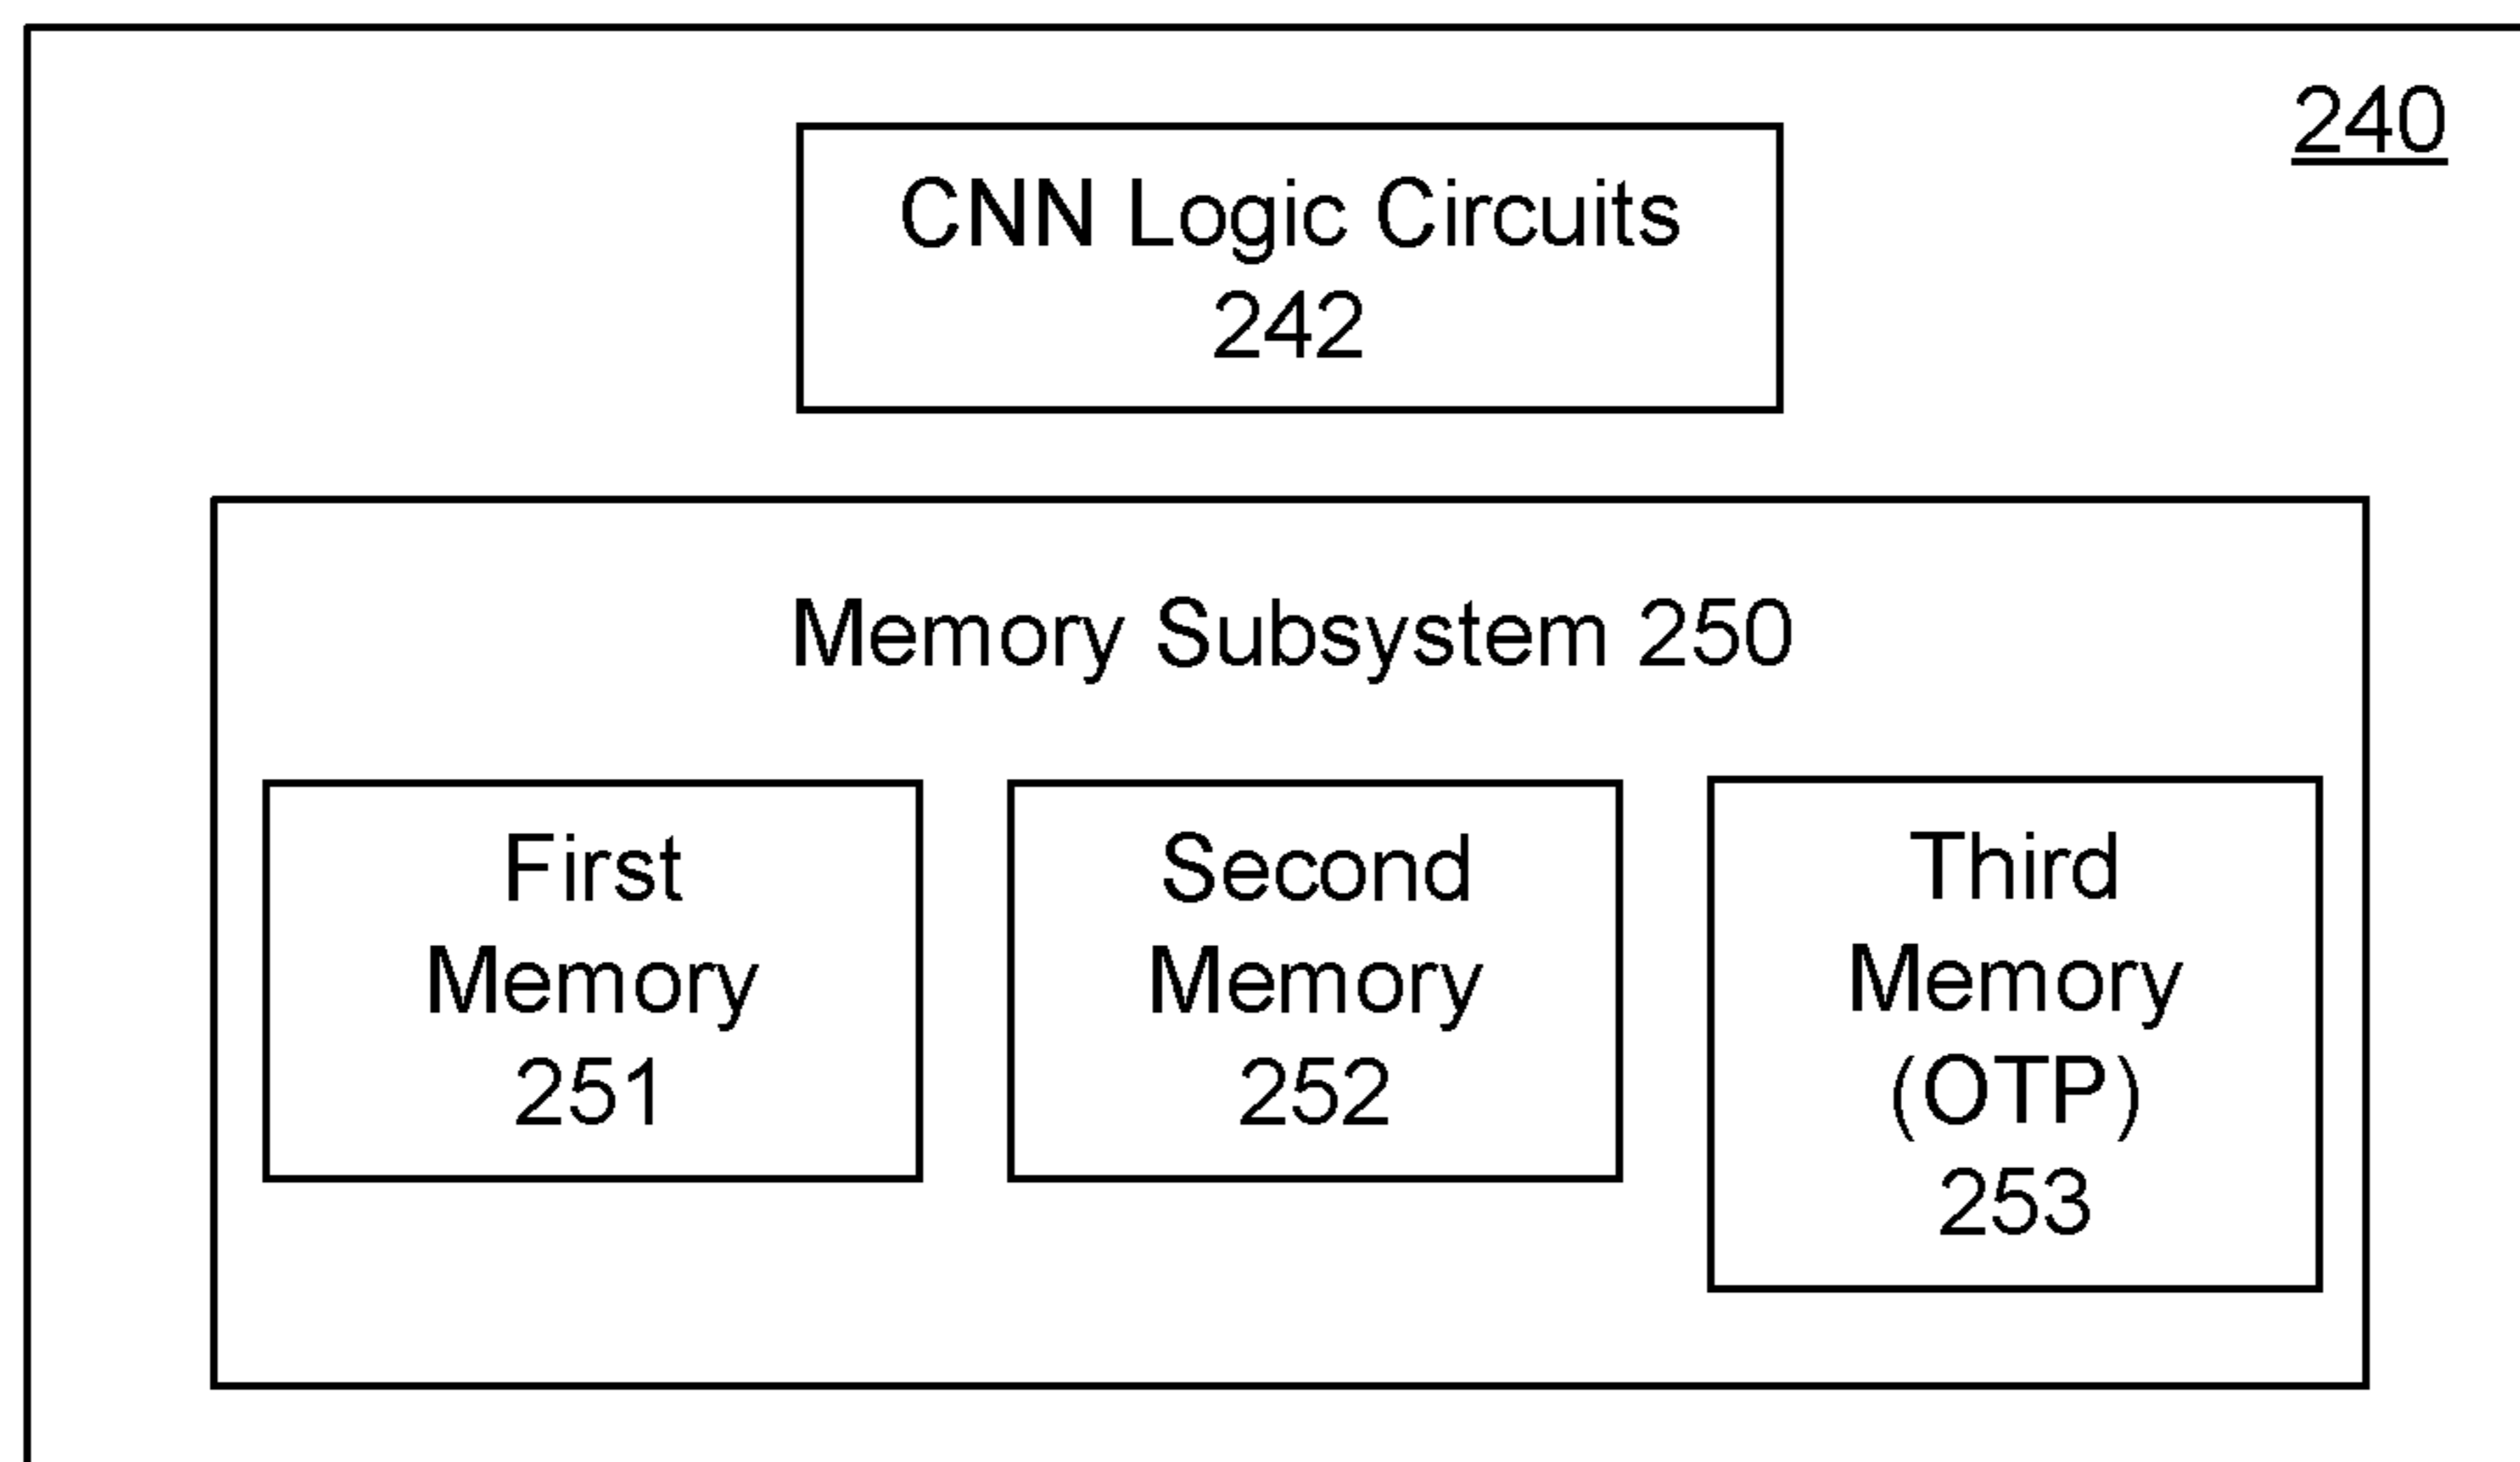 240
CNN Logic Circuits
242
Memory Subsystem 250
First
Memory
251
Second
Memory
252
Third
Memory
(OTP)
253